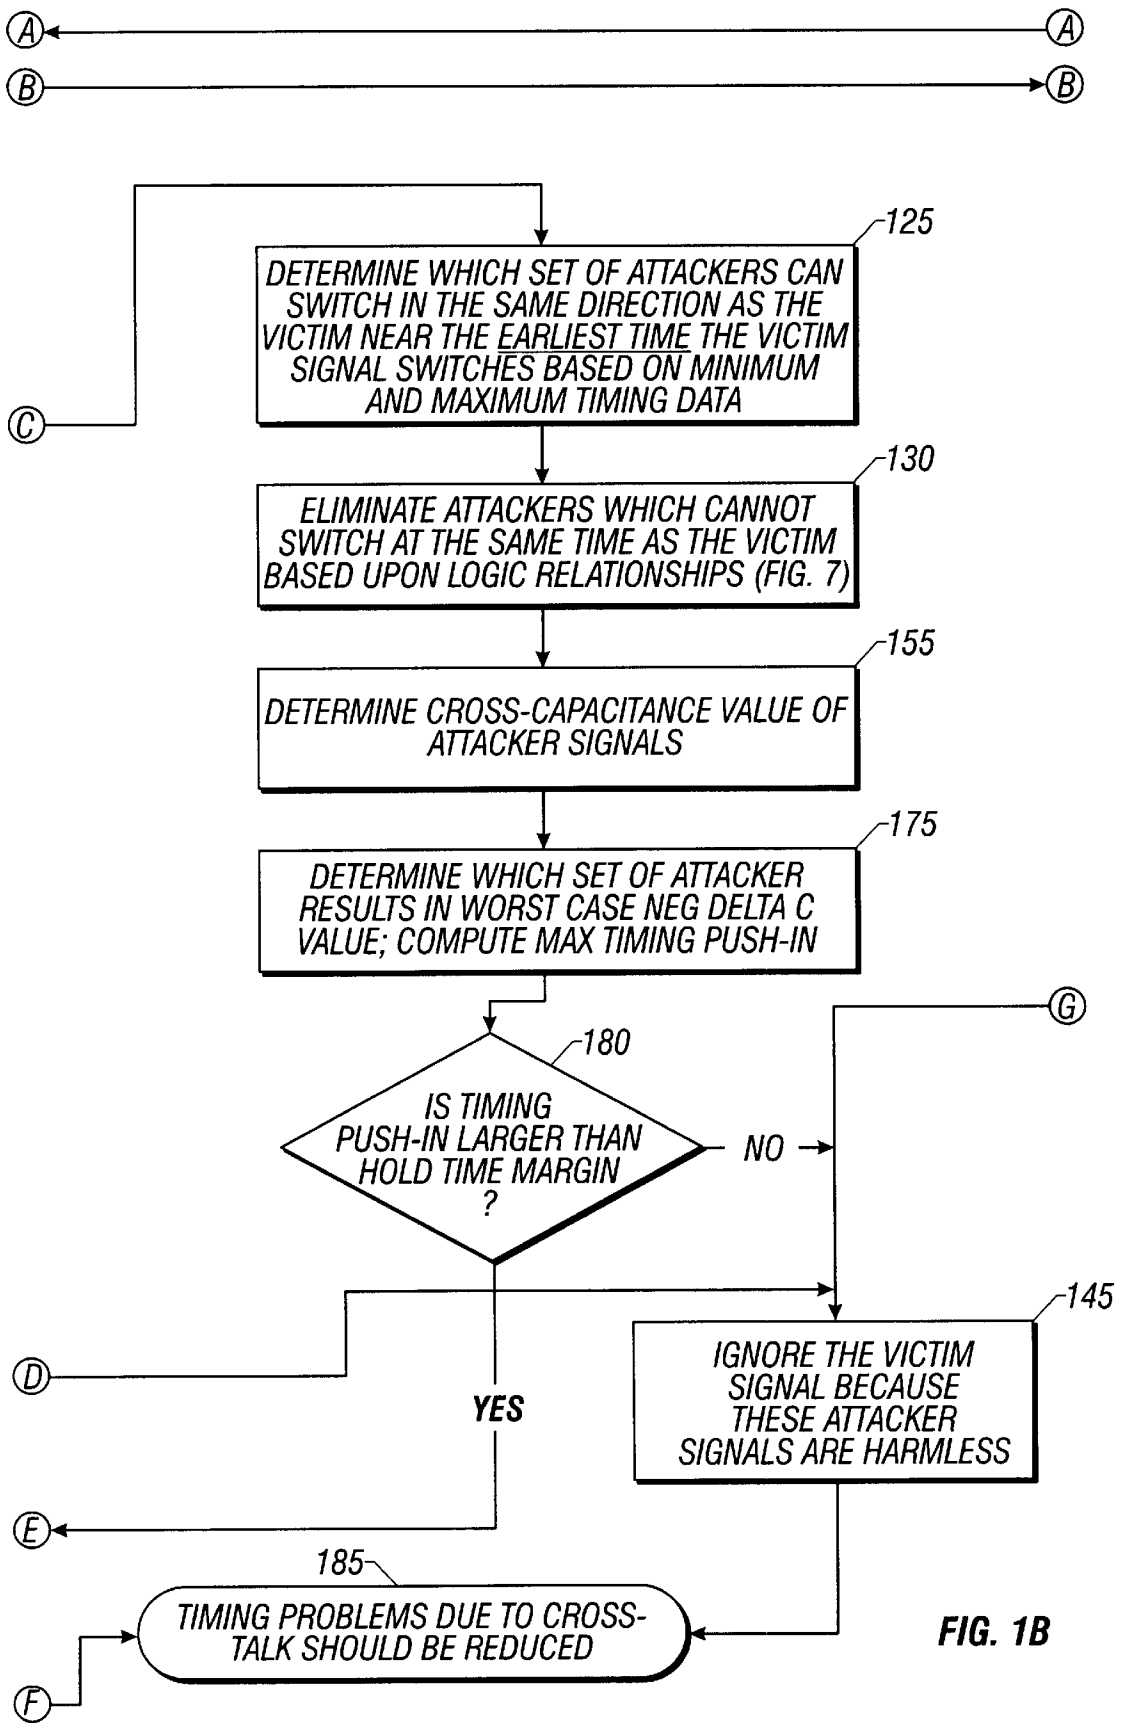 A A
B B
125
DETERMINE WHICH SET OF ATTACKERS CAN
SWITCH IN THE SAME DIRECTION AS THE
VICTIM NEAR THE EARLIEST TIME THE VICTIM
SIGNAL SWITCHES BASED ON MINIMUM
AND MAXIMUM TIMING DATA
C
130
ELIMINATE ATTACKERS WHICH CANNOT
SWITCH AT THE SAME TIME AS THE VICTIM
BASED UPON LOGIC RELATIONSHIPS (FIG. 7)
155
DETERMINE CROSS-CAPACITANCE VALUE OF
ATTACKER SIGNALS
175
DETERMINE WHICH SET OF ATTACKER
RESULTS IN WORST CASE NEG DELTA C
VALUE; COMPUTE MAX TIMING PUSH-IN
G
180
IS TIMING
PUSH-IN LARGER THAN
HOLD TIME MARGIN
?
NO
145
IGNORE THE VICTIM
SIGNAL BECAUSE
THESE ATTACKER
SIGNALS ARE HARMLESS
D
YES
E
185
TIMING PROBLEMS DUE TO CROSS-
TALK SHOULD BE REDUCED
F
FIG. 1B